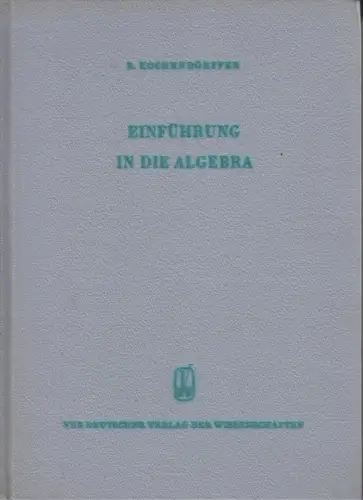 R. KOCHENDÖRFFER
EINFÜHRUNG
IN DIE ALGEBRA
VEB DEUTSCHER VERLAG DER WISSENSCHAFTEN